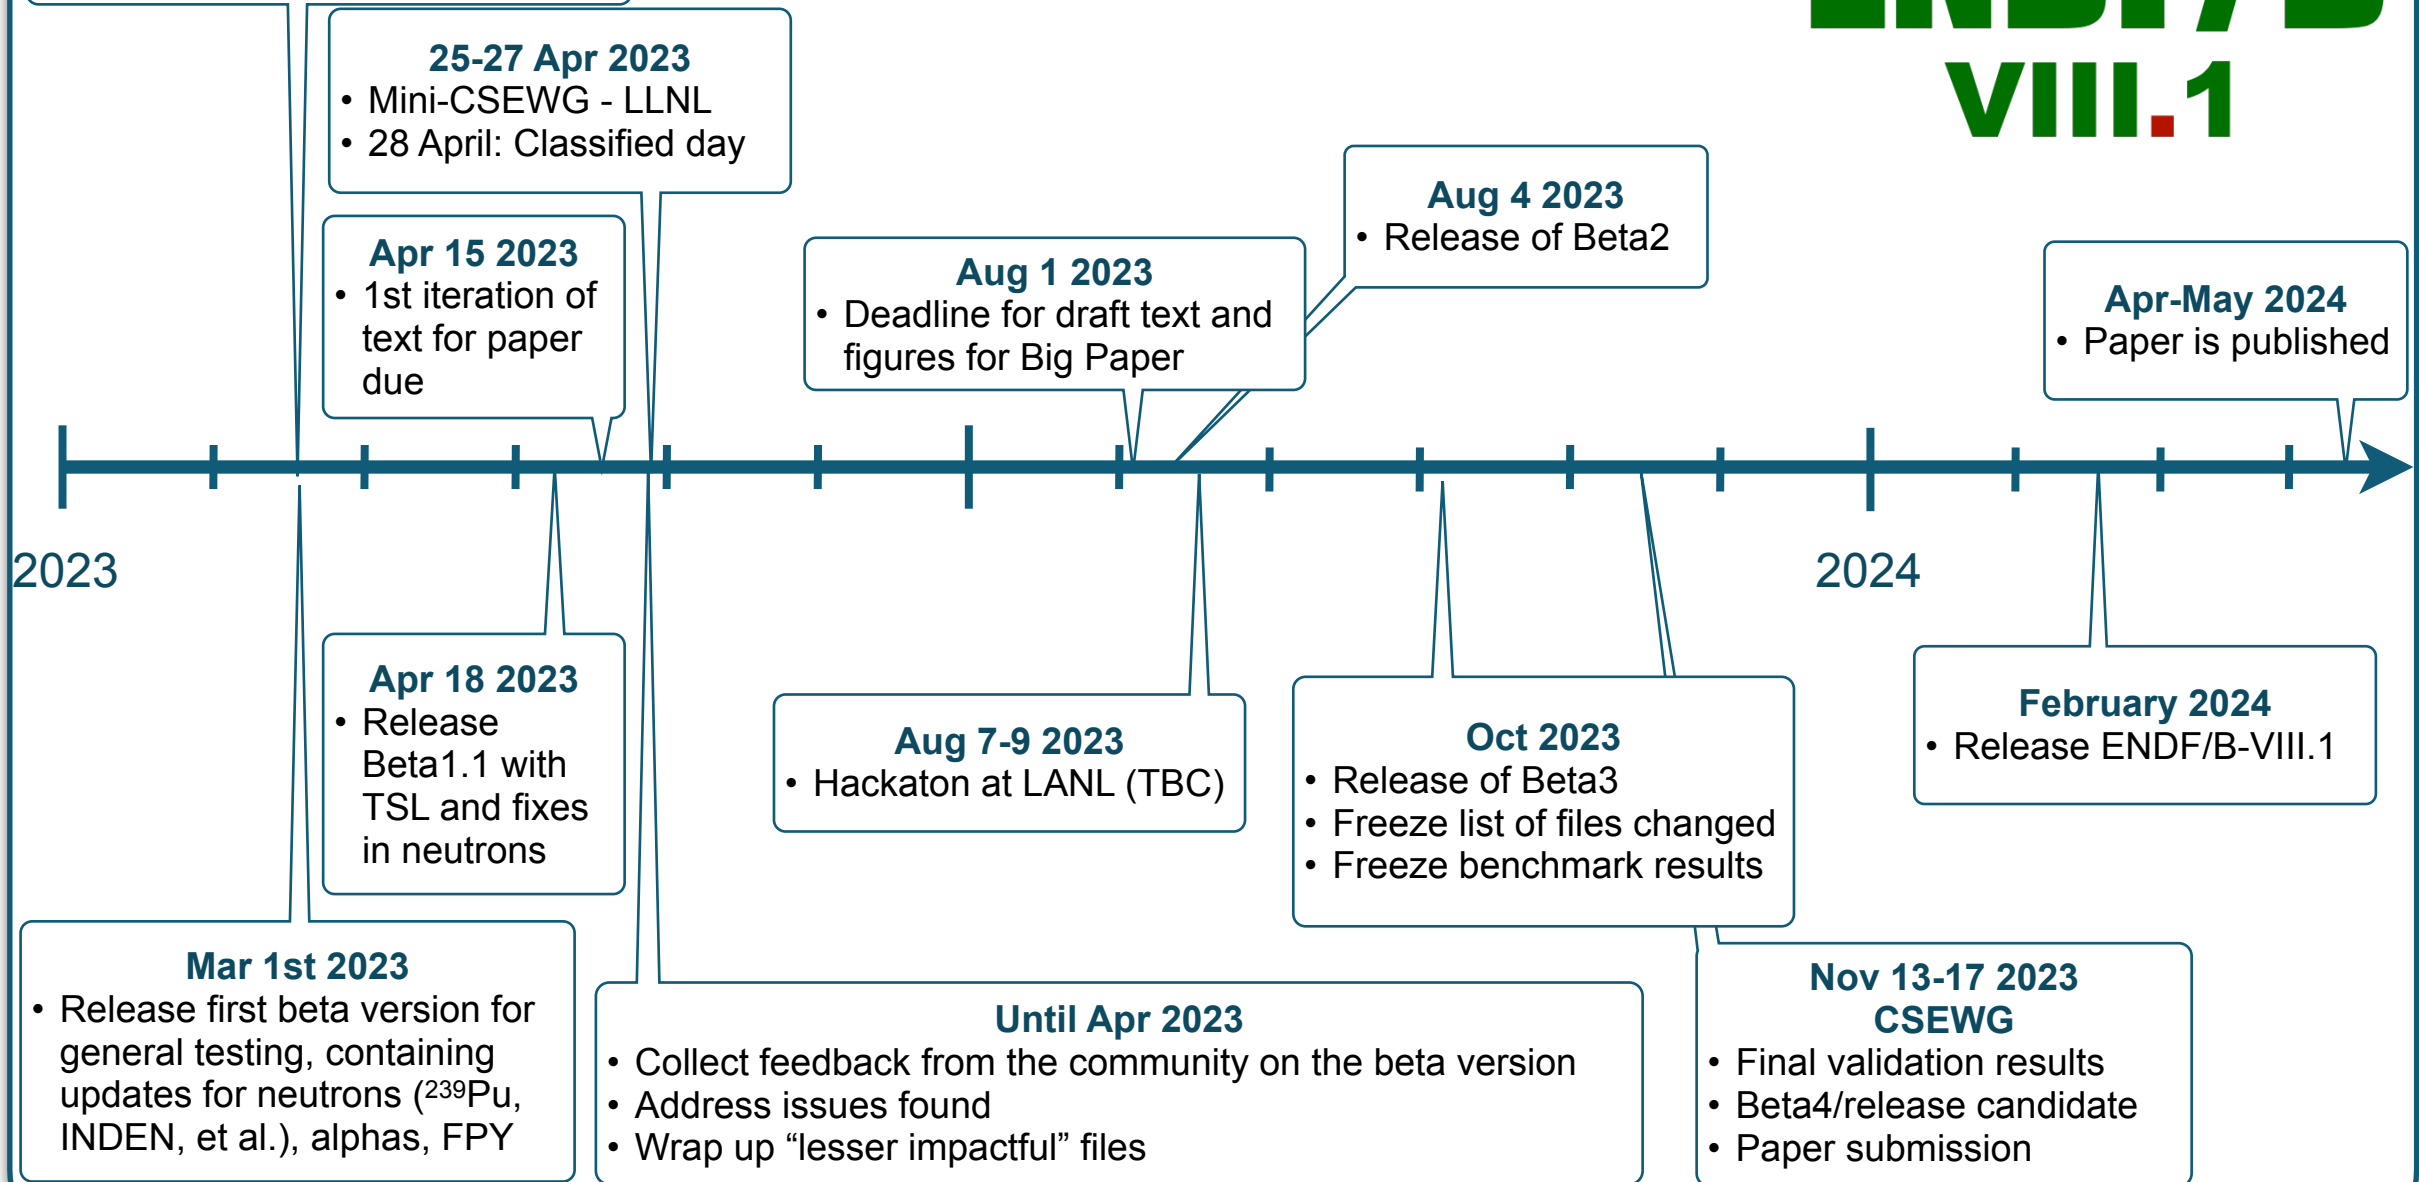 ENDF/B
VIII.1
25-27 Apr 2023
• Mini-CSEWG - LLNL
• 28 April: Classified day
Apr 15 2023
• 1st iteration of
text for paper
due
Aug 1 2023
• Deadline for draft text and
figures for Big Paper
Aug 4 2023
• Release of Beta2
Apr-May 2024
• Paper is published
2023
2024
Apr 18 2023
• Release
Beta1.1 with
TSL and fixes
in neutrons
Aug 7-9 2023
• Hackaton at LANL (TBC)
Oct 2023
• Release of Beta3
• Freeze list of files changed
• Freeze benchmark results
February 2024
• Release ENDF/B-VIII.1
Mar 1st 2023
• Release first beta version for
general testing, containing
updates for neutrons (²³⁹Pu,
INDEN, et al.), alphas, FPY
Until Apr 2023
• Collect feedback from the community on the beta version
• Address issues found
• Wrap up “lesser impactful” files
Nov 13-17 2023
CSEWG
• Final validation results
• Beta4/release candidate
• Paper submission